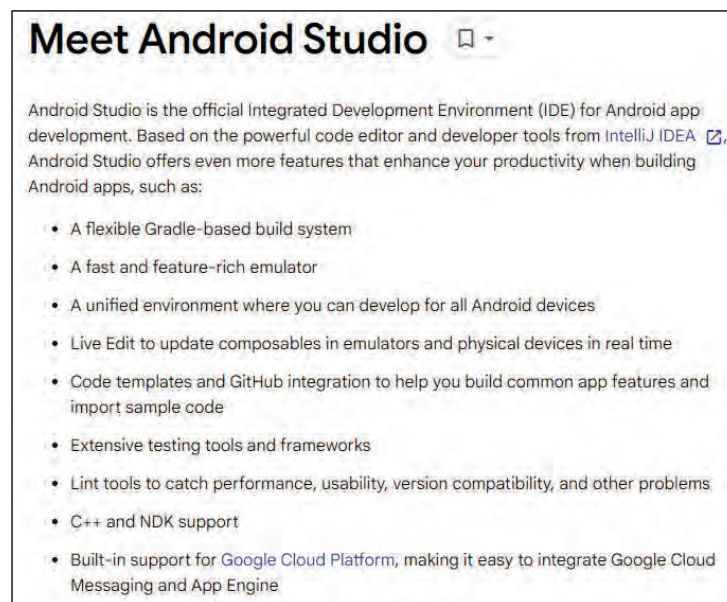 Meet Android Studio
Android Studio is the official Integrated Development Environment (IDE) for Android app
development. Based on the powerful code editor and developer tools from IntelliJ IDEA,
Android Studio offers even more features that enhance your productivity when building
Android apps, such as:
• A flexible Gradle-based build system
• A fast and feature-rich emulator
• A unified environment where you can develop for all Android devices
• Live Edit to update composables in emulators and physical devices in real time
• Code templates and GitHub integration to help you build common app features and
import sample code
• Extensive testing tools and frameworks
• Lint tools to catch performance, usability, version compatibility, and other problems
• C++ and NDK support
• Built-in support for Google Cloud Platform, making it easy to integrate Google Cloud
Messaging and App Engine